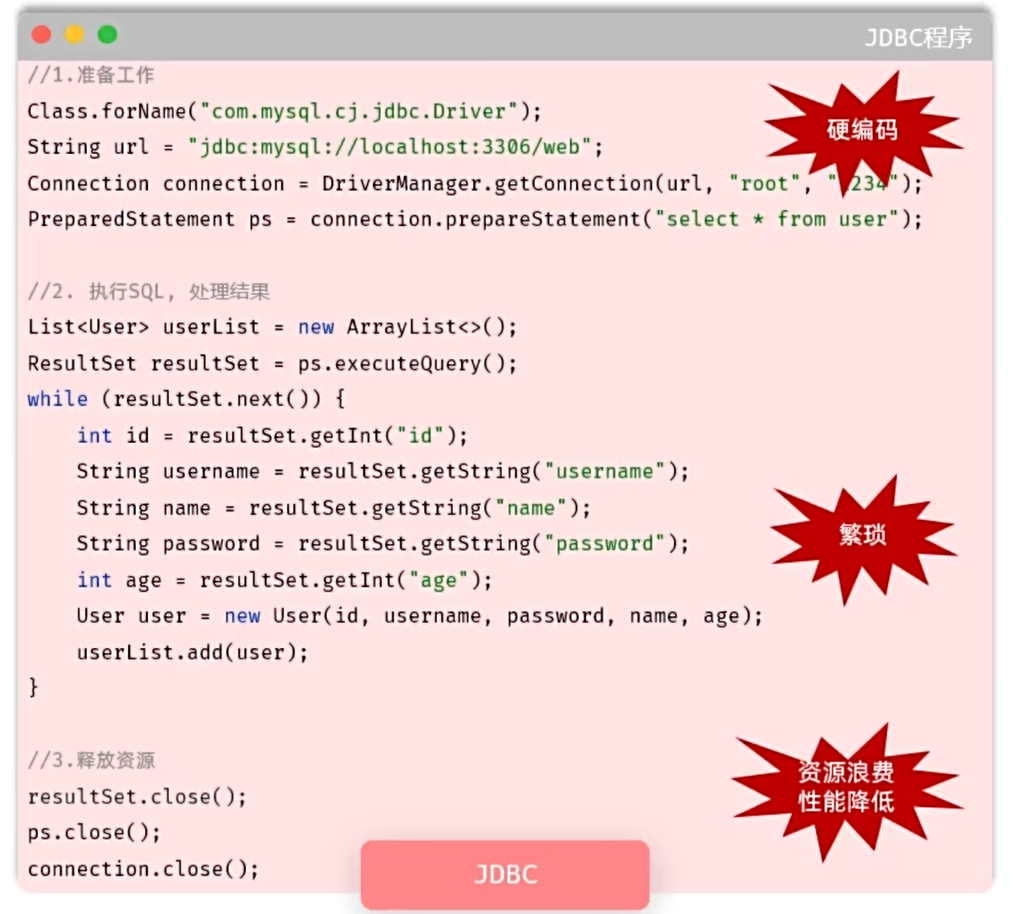 JDBC程序
//1.准备工作
Class.forName("com.mysql.cj.jdbc.Driver");
String url = "jdbc:mysql://localhost:3306/web";
Connection connection = DriverManager.getConnection(url, "root", "234");
PreparedStatement ps = connection.prepareStatement("select * from user");
硬编码
//2. 执行SQL, 处理结果
List<User> userList = new ArrayList<>();
ResultSet resultSet = ps.executeQuery();
while (resultSet.next()) {
    int id = resultSet.getInt("id");
    String username = resultSet.getString("username");
    String name = resultSet.getString("name");
    String password = resultSet.getString("password");
    int age = resultSet.getInt("age");
    User user = new User(id, username, password, name, age);
    userList.add(user);
}
繁琐
//3.释放资源
resultSet.close();
ps.close();
connection.close();
资源浪费
性能降低
JDBC